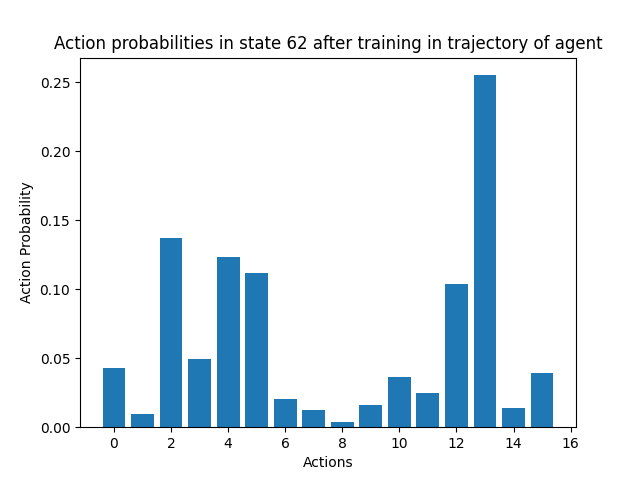 Action probabilities in state 62 after training in trajectory of agent
0.25
0.20
0.15
0.10
0.05
0.00
Action Probability
0 2 4 6 8 10 12 14 16
Actions